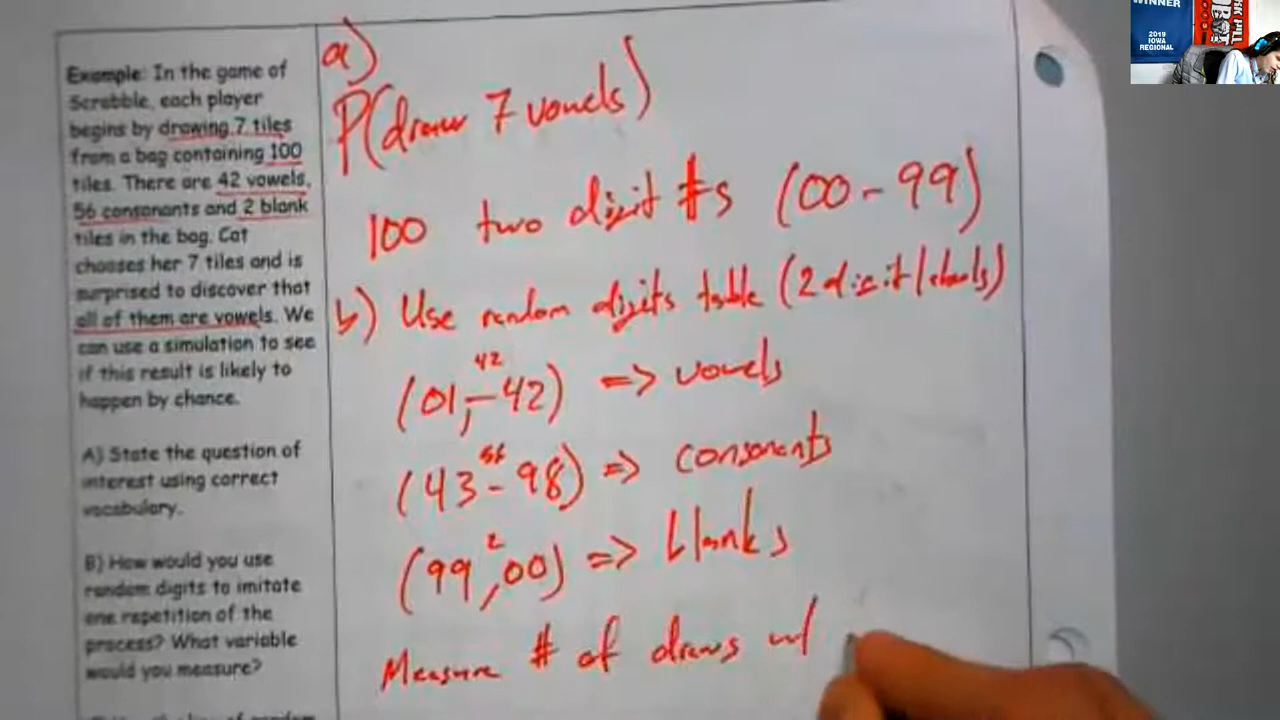 Example: In the game of
Scrabble, each player
begins by drawing 7 tiles
from a bag containing 100
tiles. There are 42 vowels,
56 consonants and 2 blank
tiles in the bag. Cat
chooses her 7 tiles and is
surprised to discover that
all of them are vowels. We
can use a simulation to see
if this result is likely to
happen by chance.
A) State the question of
interest using correct
vocabulary.
B) How would you use
random digits to imitate
one repetition of the
process? What variable
would you measure?
a)
P(draw 7 vowels)
100 two digit #s (00-99)
b) Use random digits table (2 digit labels)
42
(01,-42) => vowels
56
(43-98) => consonants
2
(99,00) => blanks
Measure # of draws w/
WINNER
2019
IOWA
REGIONAL